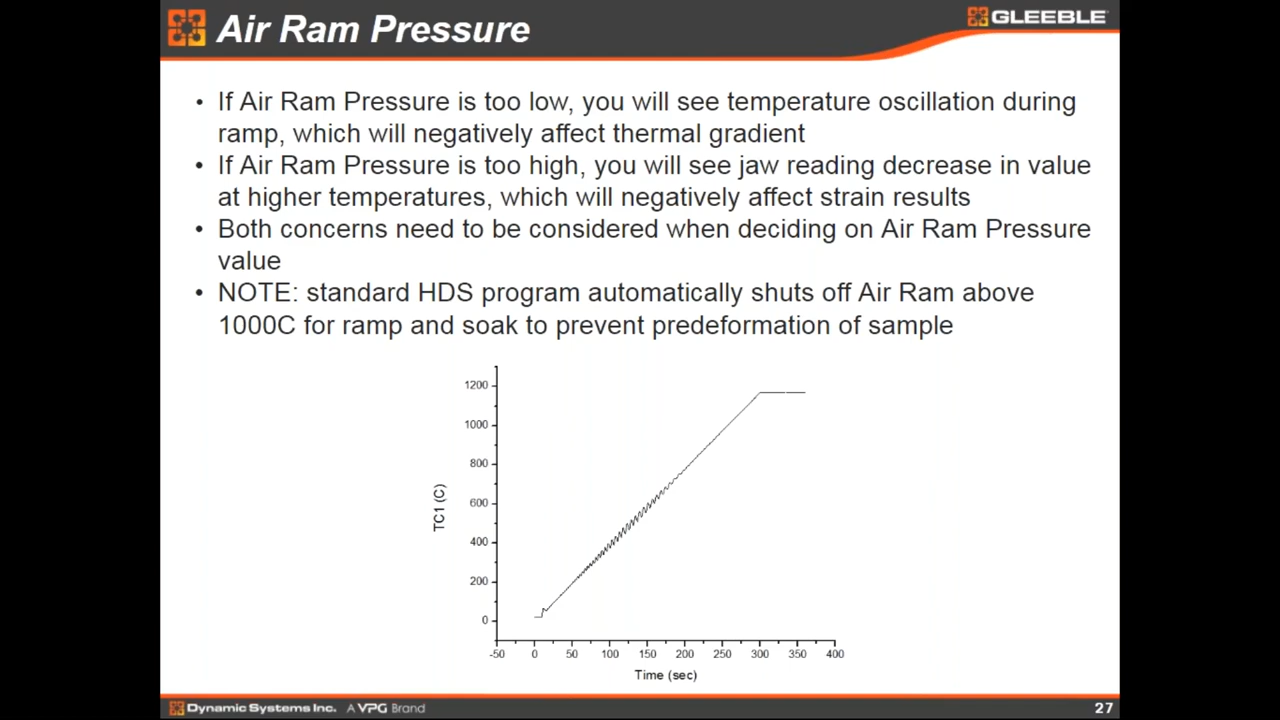 Air Ram Pressure
GLEEBLE
• If Air Ram Pressure is too low, you will see temperature oscillation during
ramp, which will negatively affect thermal gradient
• If Air Ram Pressure is too high, you will see jaw reading decrease in value
at higher temperatures, which will negatively affect strain results
• Both concerns need to be considered when deciding on Air Ram Pressure
value
• NOTE: standard HDS program automatically shuts off Air Ram above
1000C for ramp and soak to prevent predeformation of sample
1200
1000
800
600
400
200
0
TC1 (C)
-50 0 50 100 150 200 250 300 350 400
Time (sec)
Dynamic Systems Inc. A VPG Brand
27